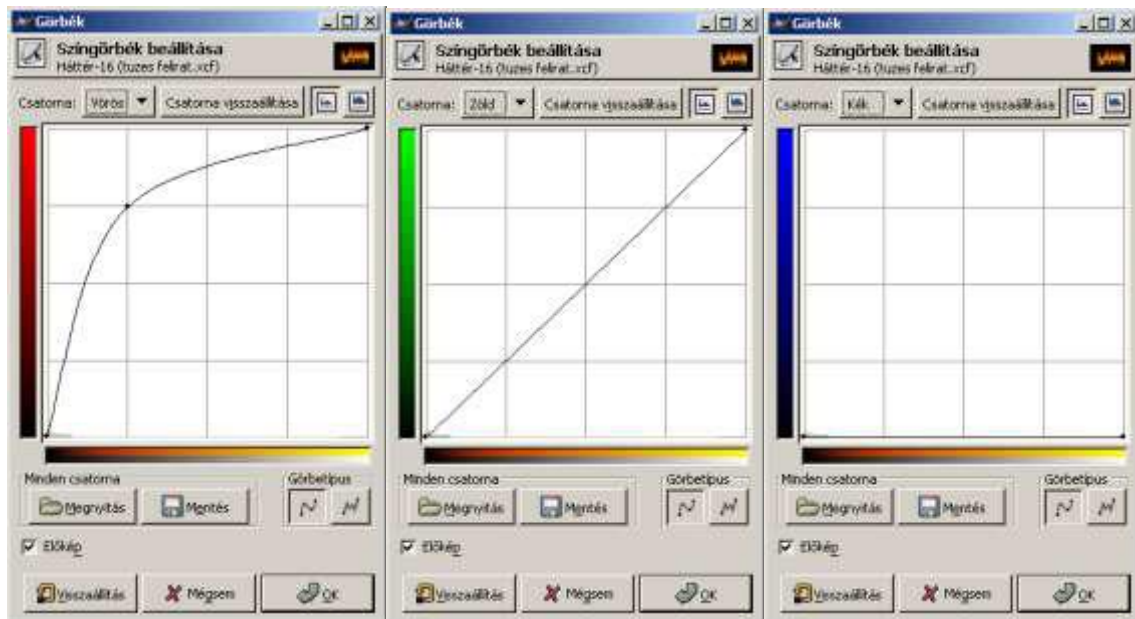 Görbék
Színgörbék beállítása
Háttér-16 (tuzes felirat.xcf)
Csatorna: Vörös Csatorna visszaállítása
Minden csatorna
Görbetípus
Megnyitás Mentés
Előkép
Visszaállítás Mégsem OK
Görbék
Színgörbék beállítása
Háttér-16 (tuzes felirat.xcf)
Csatorna: Zöld Csatorna visszaállítása
Minden csatorna
Görbetípus
Megnyitás Mentés
Előkép
Visszaállítás Mégsem OK
Görbék
Színgörbék beállítása
Háttér-16 (tuzes felirat.xcf)
Csatorna: Kék Csatorna visszaállítása
Minden csatorna
Görbetípus
Megnyitás Mentés
Előkép
Visszaállítás Mégsem OK